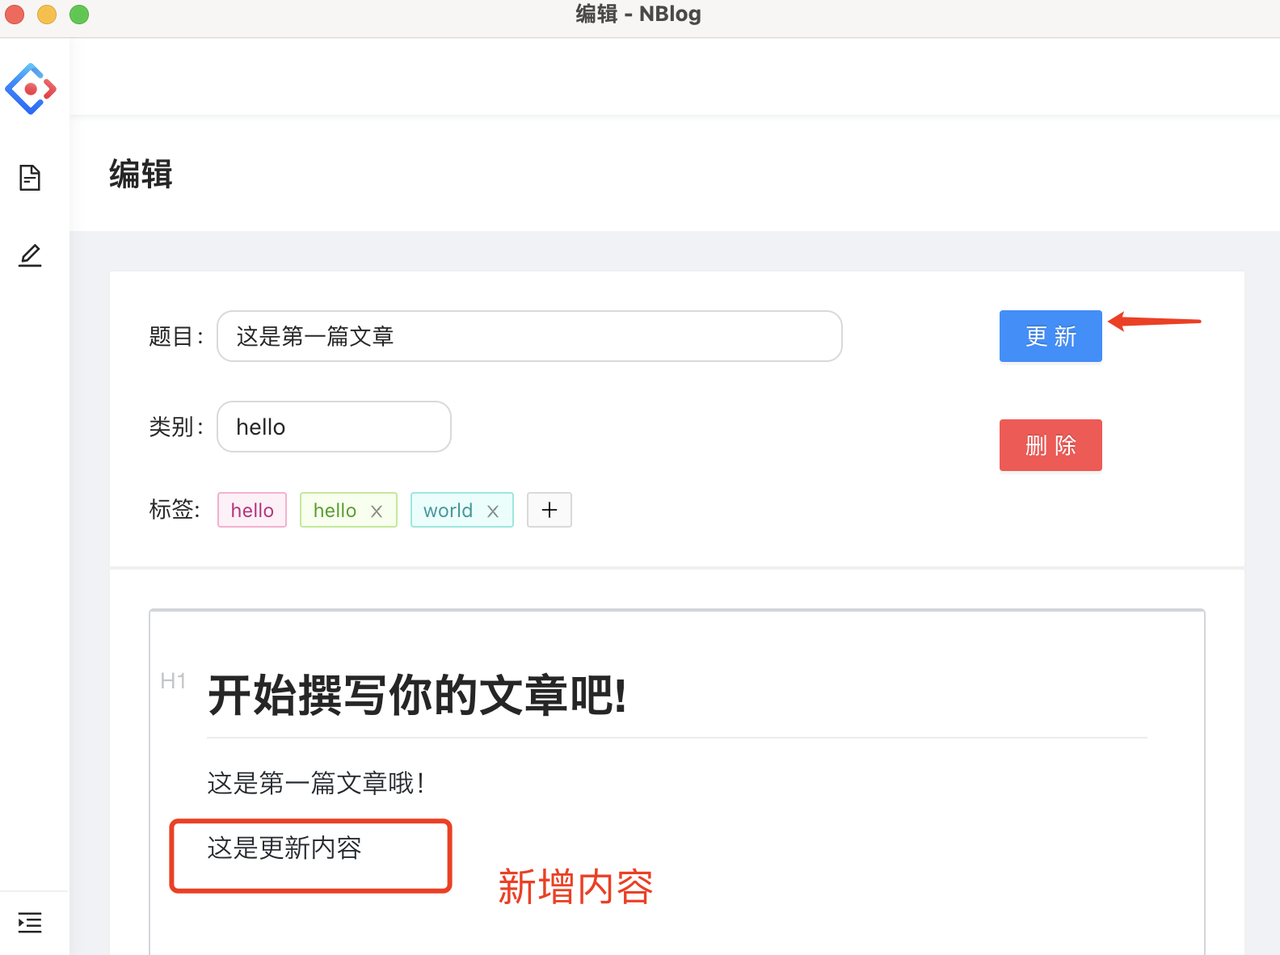 编辑 - NBlog
编辑
题目： 这是第一篇文章 更 新
类别： hello 删 除
标签: hello hello × world × +
H1 开始撰写你的文章吧!
这是第一篇文章哦！
这是更新内容
新增内容